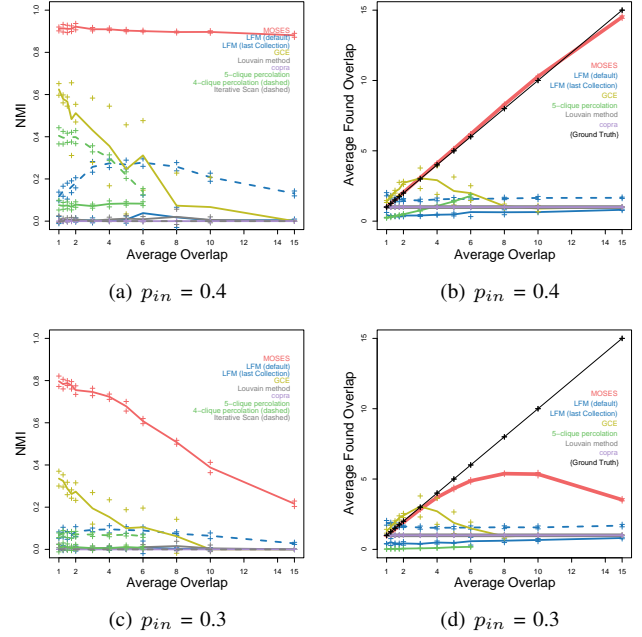 NMI
0.0 0.2 0.4 0.6 0.8 1.0
MOSES
LFM (default)
LFM (last Collection)
GCE
Louvain method
copra
5-clique percolation
4-clique percolation (dashed)
Iterative Scan (dashed)
1 2 4 6 8 10 14 15
Average Overlap
(a) p_in = 0.4
Average Found Overlap
1 5 10 15
MOSES
LFM (default)
LFM (last Collection)
GCE
5-clique percolation
Louvain method
copra
(Ground Truth)
1 2 4 6 8 10 14 15
Average Overlap
(b) p_in = 0.4
NMI
0.0 0.2 0.4 0.6 0.8 1.0
MOSES
LFM (default)
LFM (last Collection)
GCE
Louvain method
copra
5-clique percolation
4-clique percolation (dashed)
Iterative Scan (dashed)
1 2 4 6 8 10 14 15
Average Overlap
(c) p_in = 0.3
Average Found Overlap
1 5 10 15
MOSES
LFM (default)
LFM (last Collection)
GCE
5-clique percolation
Louvain method
copra
(Ground Truth)
1 2 4 6 8 10 14 15
Average Overlap
(d) p_in = 0.3